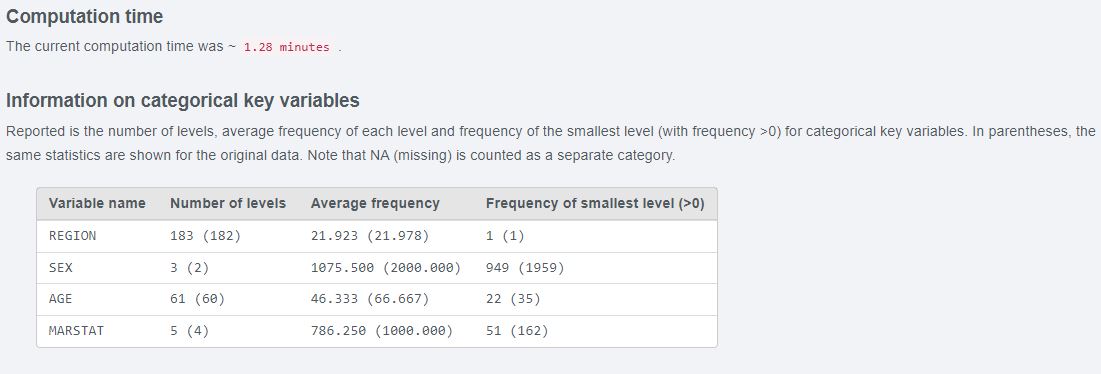 Computation time
The current computation time was ~ 1.28 minutes .
Information on categorical key variables
Reported is the number of levels, average frequency of each level and frequency of the smallest level (with frequency >0) for categorical key variables. In parentheses, the
same statistics are shown for the original data. Note that NA (missing) is counted as a separate category.
Variable name Number of levels Average frequency Frequency of smallest level (>0)
REGION 183 (182) 21.923 (21.978) 1 (1)
SEX 3 (2) 1075.500 (2000.000) 949 (1959)
AGE 61 (60) 46.333 (66.667) 22 (35)
MARSTAT 5 (4) 786.250 (1000.000) 51 (162)